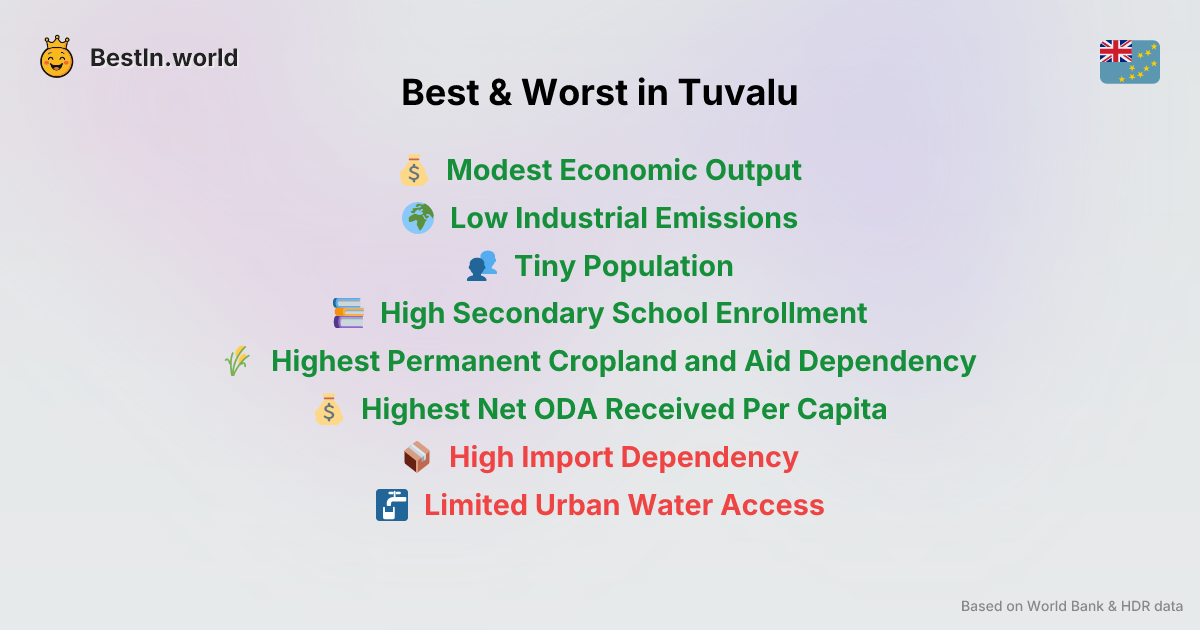 BestIn.world
Best & Worst in Tuvalu
Modest Economic Output
Low Industrial Emissions
Tiny Population
High Secondary School Enrollment
Highest Permanent Cropland and Aid Dependency
Highest Net ODA Received Per Capita
High Import Dependency
Limited Urban Water Access
Based on World Bank & HDR data